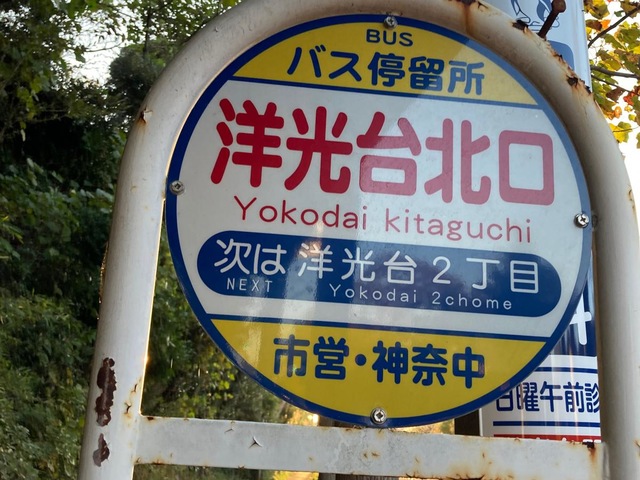 BUS
バス停留所
洋光台北口
Yokodai kitaguchi
次は 洋光台2丁目
NEXT Yokodai 2chome
市営・神奈中
日曜午前診